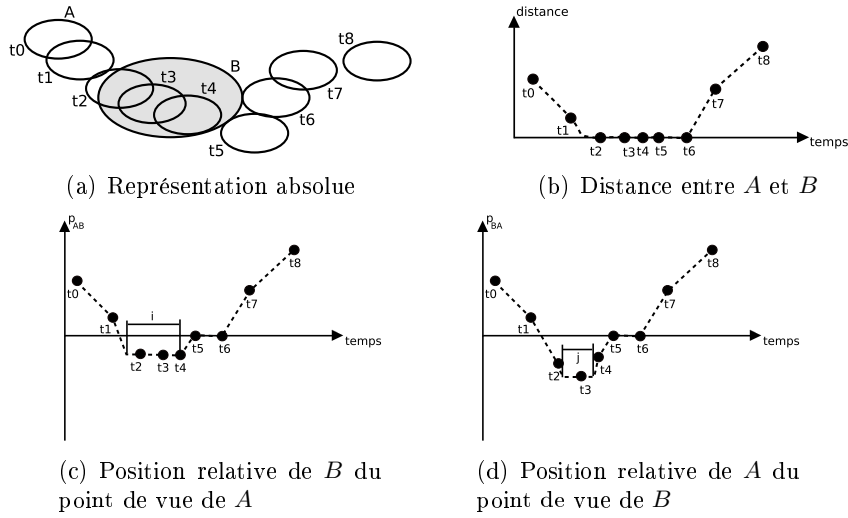 A
t0
t1
t2
t3
t4
B
t5
t6
t7
t8
(a) Représentation absolue
distance
t0
t1
t2
t3
t4
t5
t6
t7
t8
temps
(b) Distance entre A et B
pAB
t0
t1
i
t2
t3
t4
t5
t6
t7
t8
temps
(c) Position relative de B du
point de vue de A
pBA
t0
t1
t2
j
t3
t4
t5
t6
t7
t8
temps
(d) Position relative de A du
point de vue de B